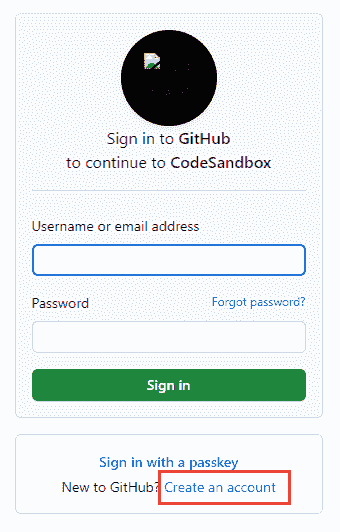 Sign in to GitHub
to continue to CodeSandbox
Username or email address
Password Forgot password?
Sign in
Sign in with a passkey
New to GitHub? Create an account